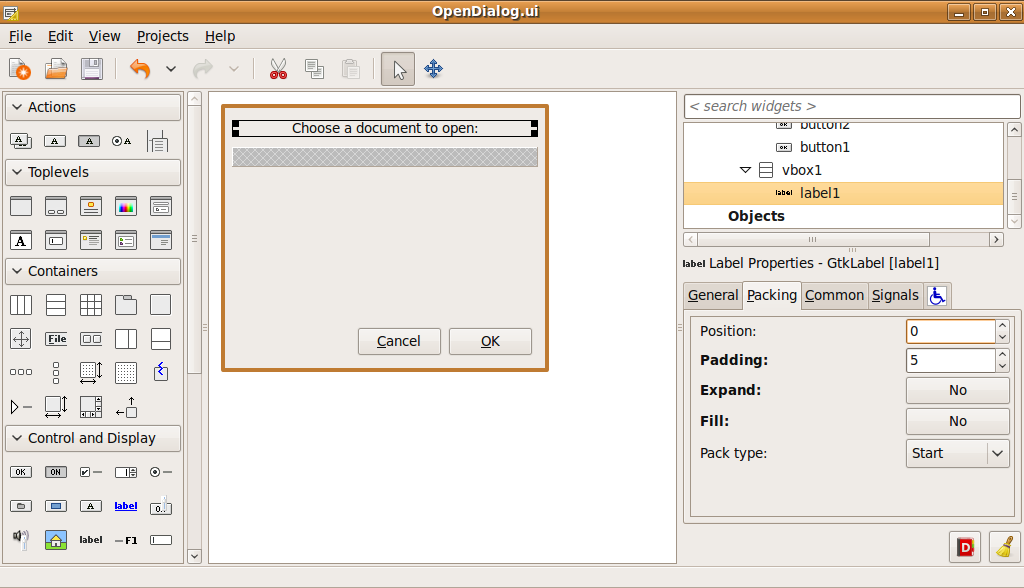 OpenDialog.ui
File Edit View Projects Help
Actions
Toplevels
Containers
File
Control and Display
OK
ON
A
label
label
F1
Choose a document to open:
Cancel
OK
< search widgets >
button2
button1
vbox1
label label1
Objects
label Label Properties - GtkLabel [label1]
General Packing Common Signals
Position: 0
Padding: 5
Expand: No
Fill: No
Pack type: Start
D